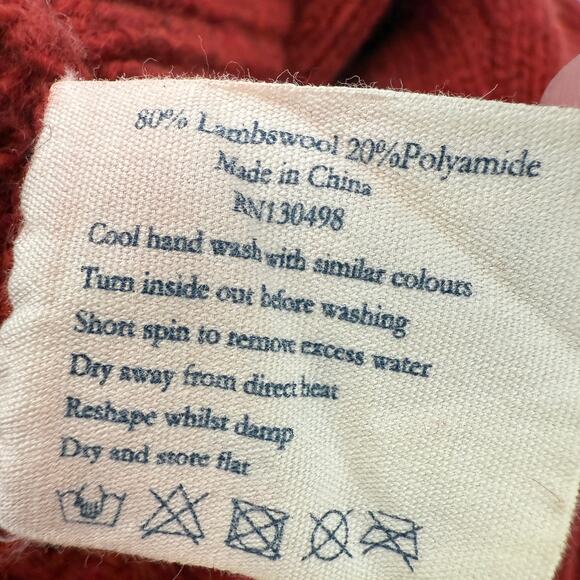 80% Lambswool 20%Polyamide
Made in China
RN130498
Cool hand wash with similar colours
Turn inside out before washing
Short spin to remove excess water
Dry away from direct heat
Reshape whilst damp
Dry and store flat